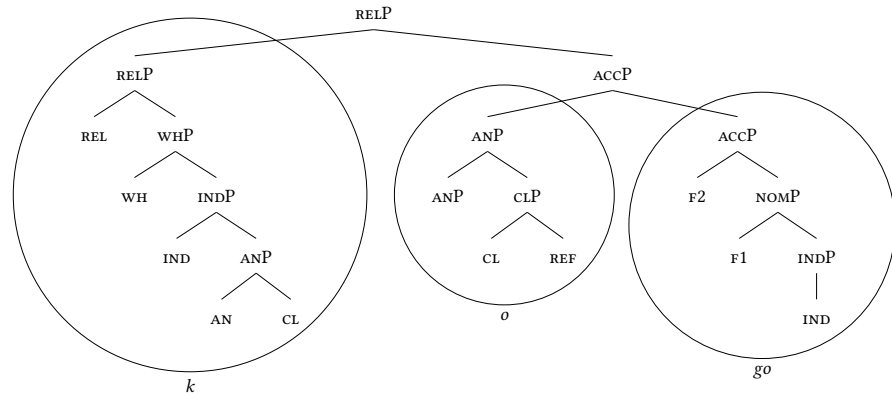 RELP
RELP ACCP
REL WHP ANP ACCP
WH INDP ANP CLP F2 NOMP
IND ANP CL REF F1 INDP
AN CL o IND
k go